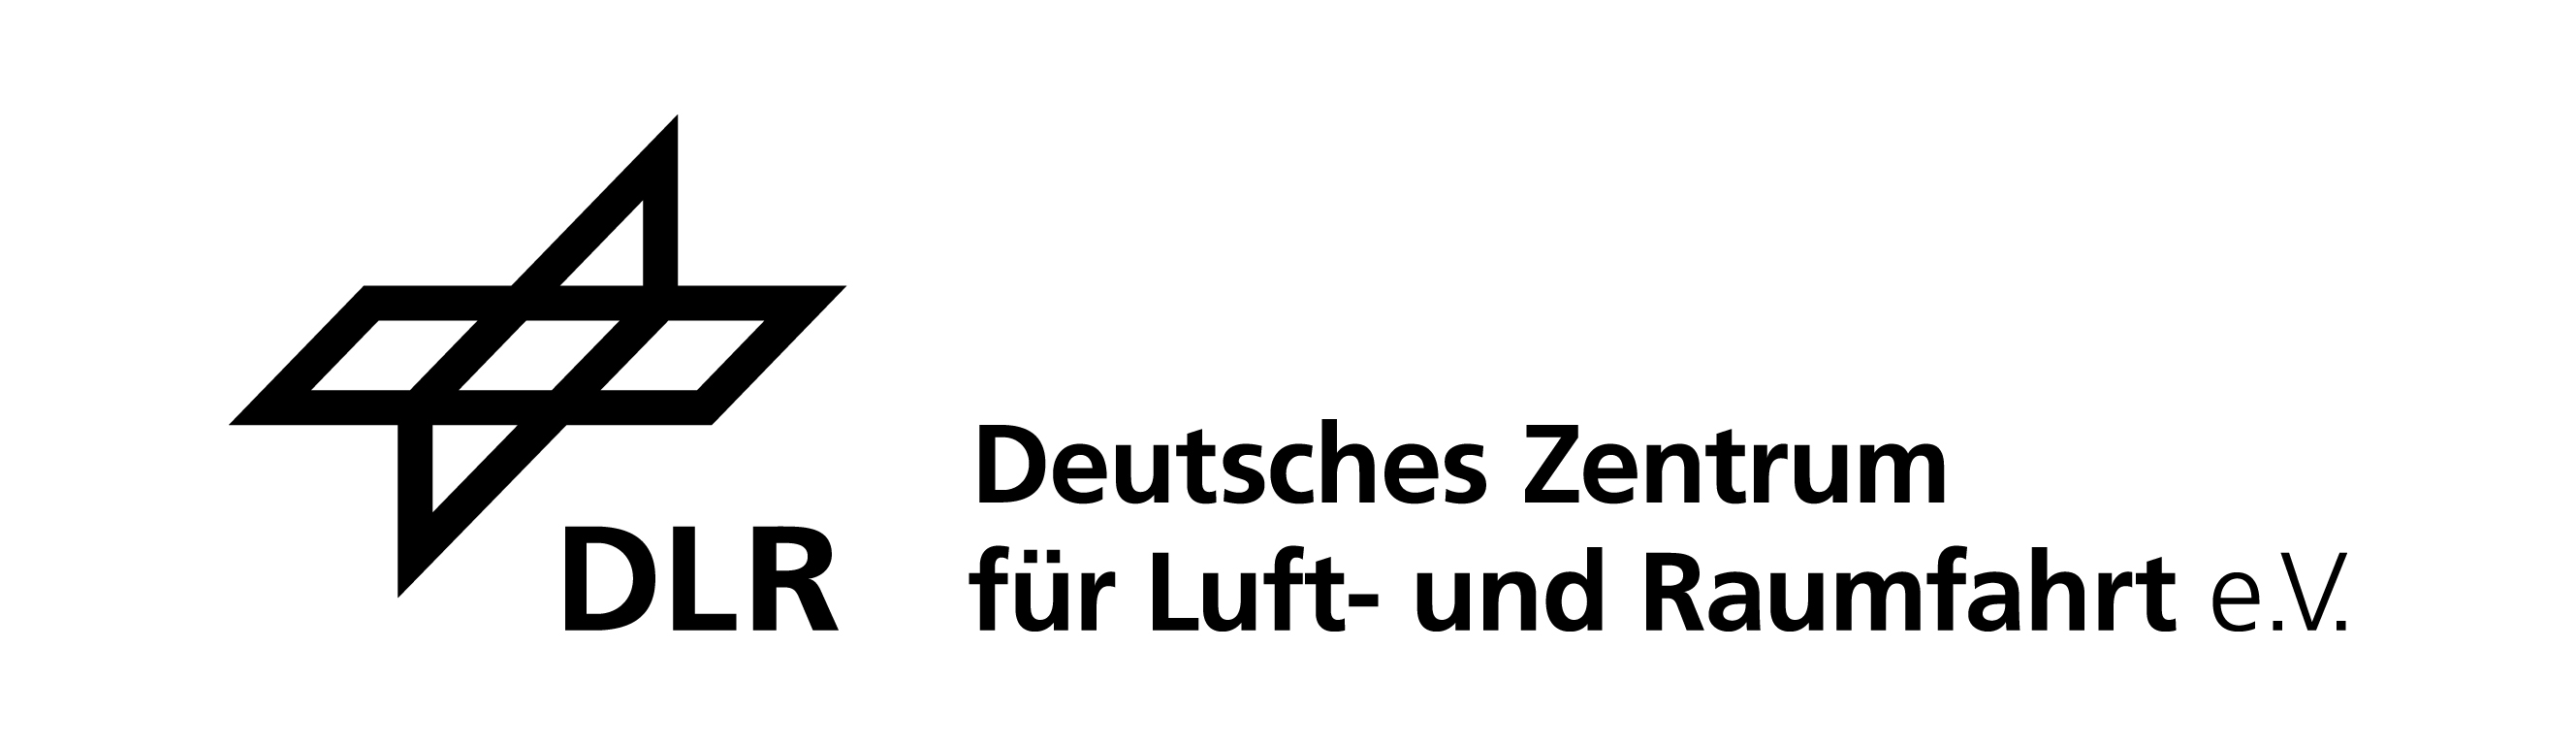 DLR
Deutsches Zentrum
für Luft- und Raumfahrt e.V.